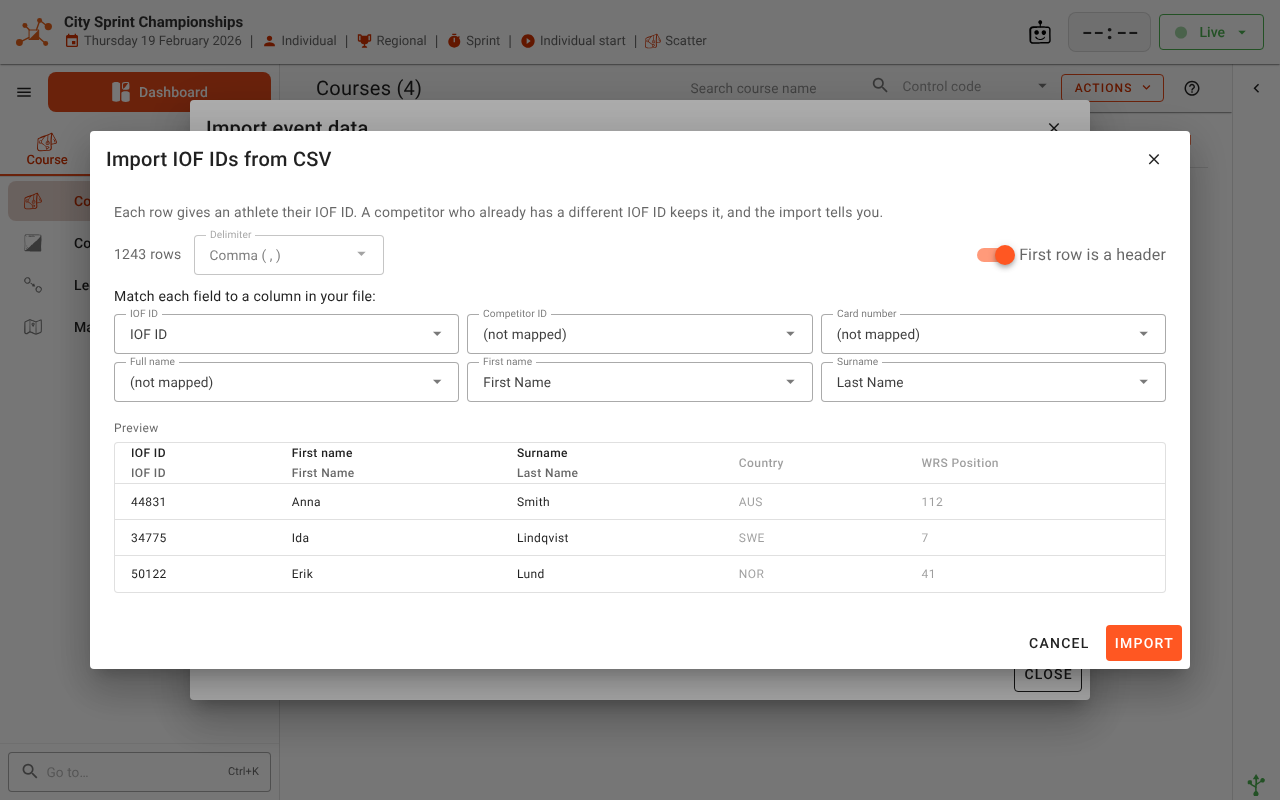 City Sprint Championships
Thursday 19 February 2026 | Individual | Regional | Sprint | Individual start | Scatter
--:--
Live
Dashboard
Courses (4)
Search course name
Control code
ACTIONS
Import event data
Course
Import IOF IDs from CSV
Each row gives an athlete their IOF ID. A competitor who already has a different IOF ID keeps it, and the import tells you.
1243 rows
Delimiter
Comma ( , )
First row is a header
Match each field to a column in your file:
IOF ID
IOF ID
Competitor ID
(not mapped)
Card number
(not mapped)
Full name
(not mapped)
First name
First Name
Surname
Last Name
Preview
IOF ID First name Surname
IOF ID First Name Last Name Country WRS Position
44831 Anna Smith AUS 112
34775 Ida Lindqvist SWE 7
50122 Erik Lund NOR 41
CANCEL
IMPORT
CLOSE
Go to...
Ctrl+K